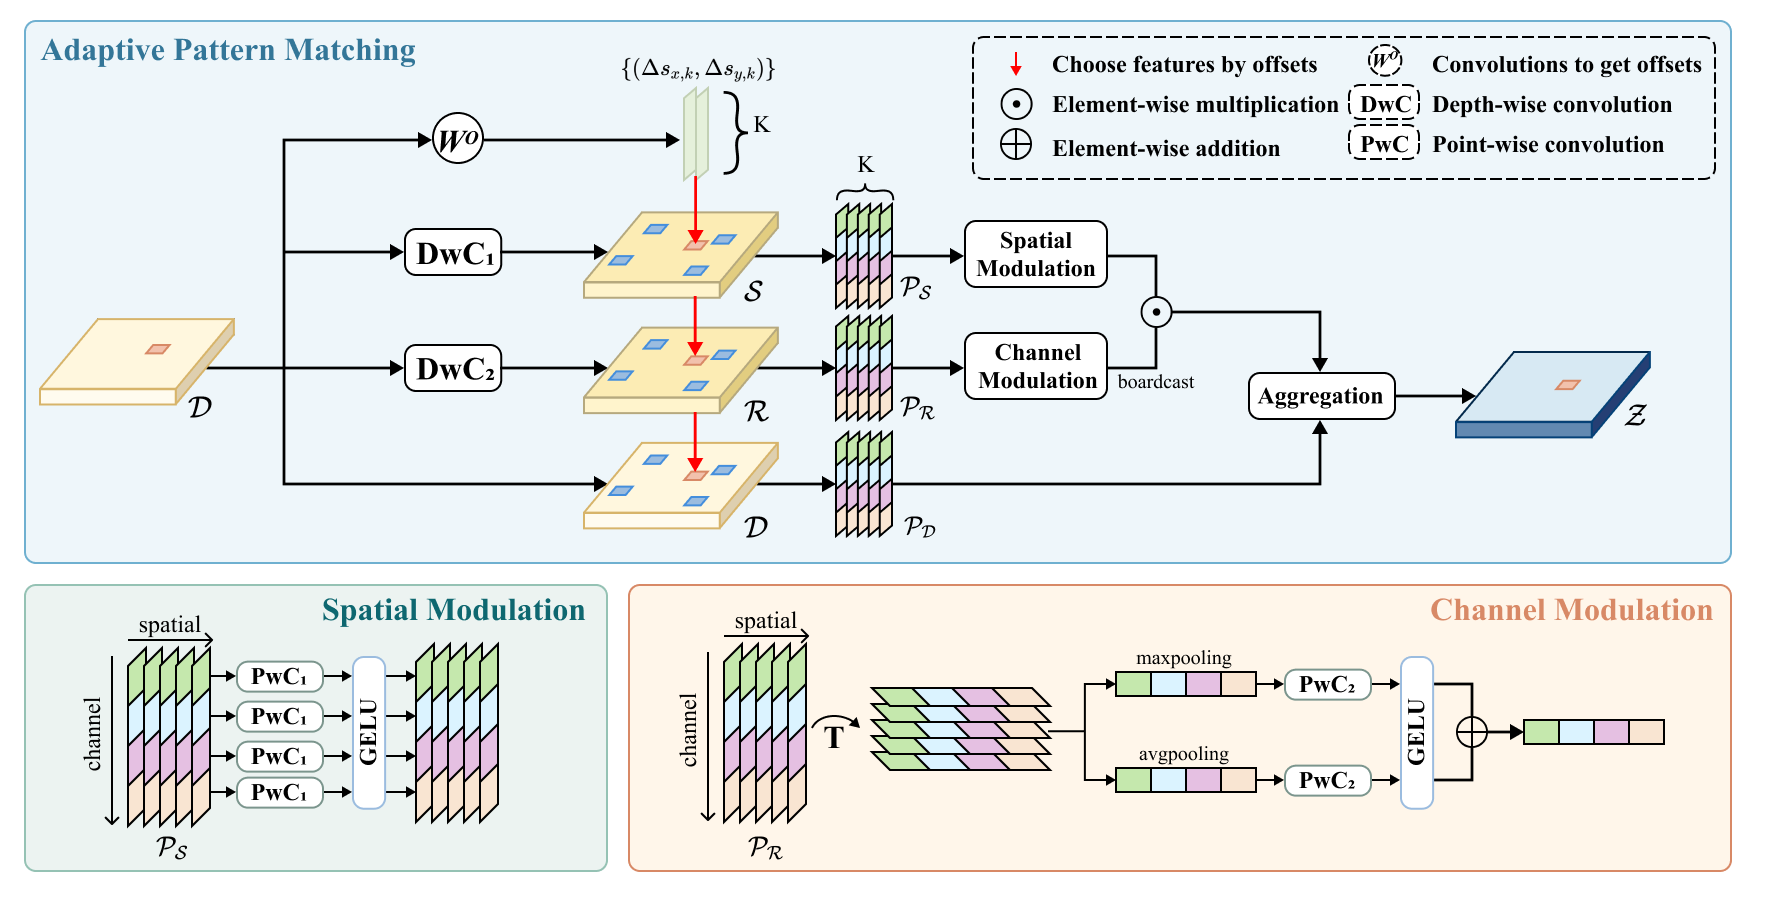 Adaptive Pattern Matching
{(Δs_{x,k}, Δs_{y,k})}
K
Choose features by offsets
W^O
Convolutions to get offsets
Element-wise multiplication
DwC
Depth-wise convolution
Element-wise addition
PwC
Point-wise convolution
W^O
K
DwC₁
S
P_S
Spatial
Modulation
D
DwC₂
R
P_R
Channel
Modulation
boardcast
Aggregation
Z
D
P_D
Spatial Modulation
spatial
channel
PwC₁
PwC₁
PwC₁
PwC₁
GELU
P_S
Channel Modulation
spatial
channel
T
maxpooling
PwC₂
avgpooling
PwC₂
GELU
P_R